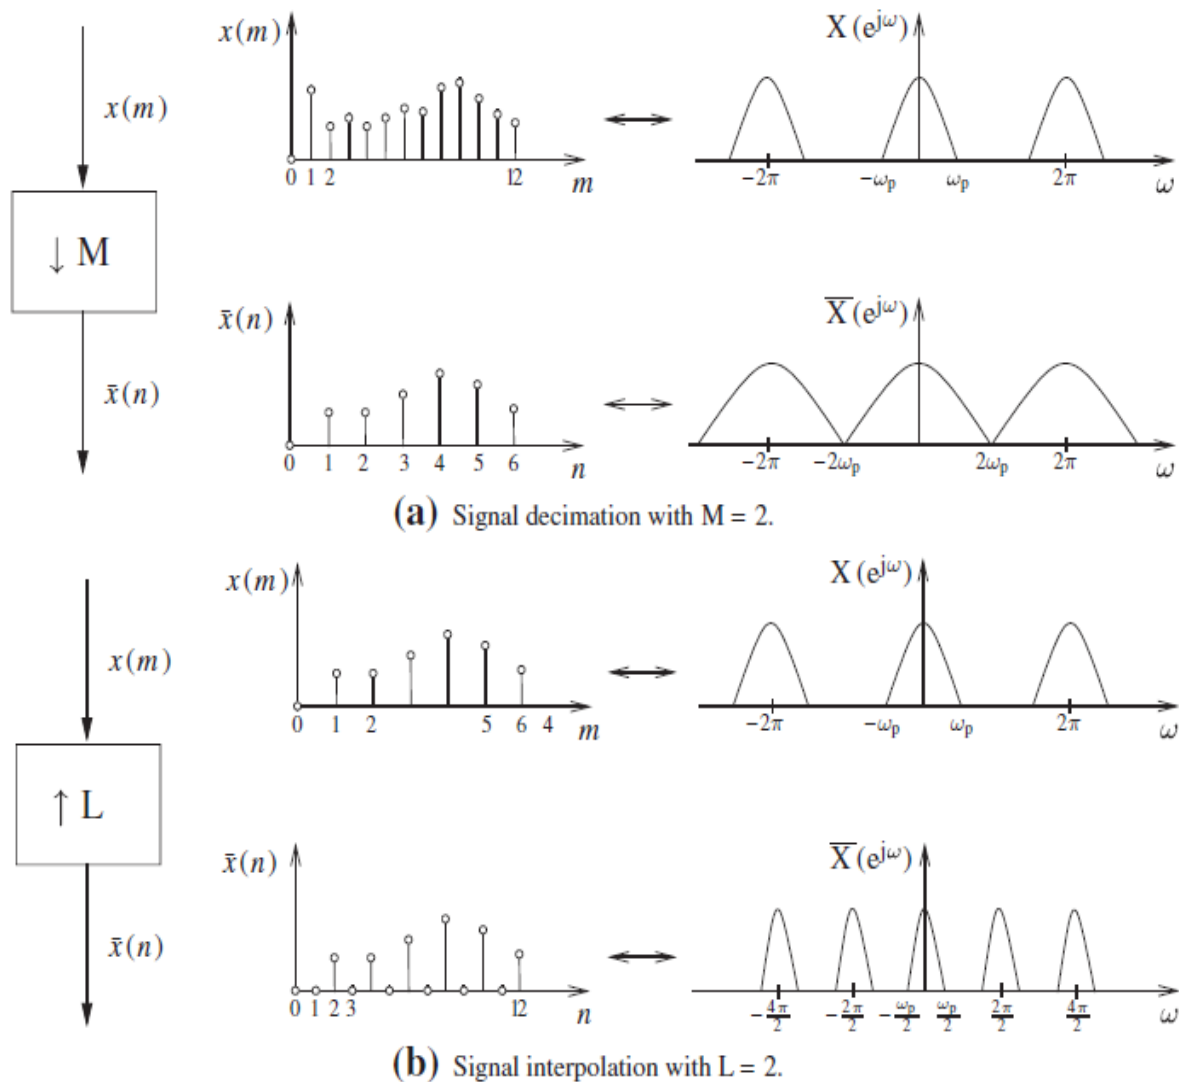 x(m)
X(e^{jω})
x(m)
0 1 2 12 m
−2π −ω_p ω_p 2π ω
↓ M
x̄(n)
X̄(e^{jω})
x̄(n)
0 1 2 3 4 5 6 n
−2π −2ω_p 2ω_p 2π ω
(a) Signal decimation with M = 2.
x(m)
X(e^{jω})
x(m)
0 1 2 5 6 4 m
−2π −ω_p ω_p 2π ω
↑ L
x̄(n)
X̄(e^{jω})
x̄(n)
0 1 2 3 12 n
−4π/2 −2π/2 −ω_p/2 ω_p/2 2π/2 4π/2 ω
(b) Signal interpolation with L = 2.